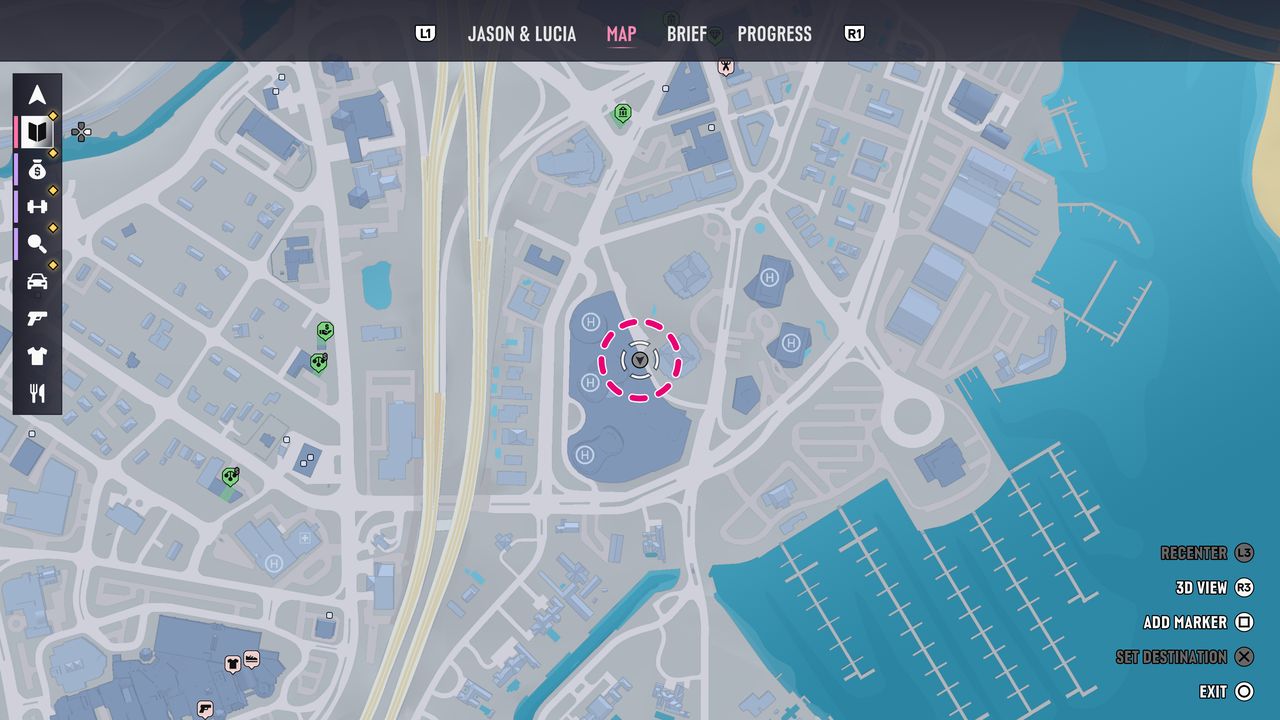 L1 JASON & LUCIA MAP BRIEF PROGRESS R1
H
H
H
H
H
H
RECENTER L3
3D VIEW R3
ADD MARKER
SET DESTINATION
EXIT